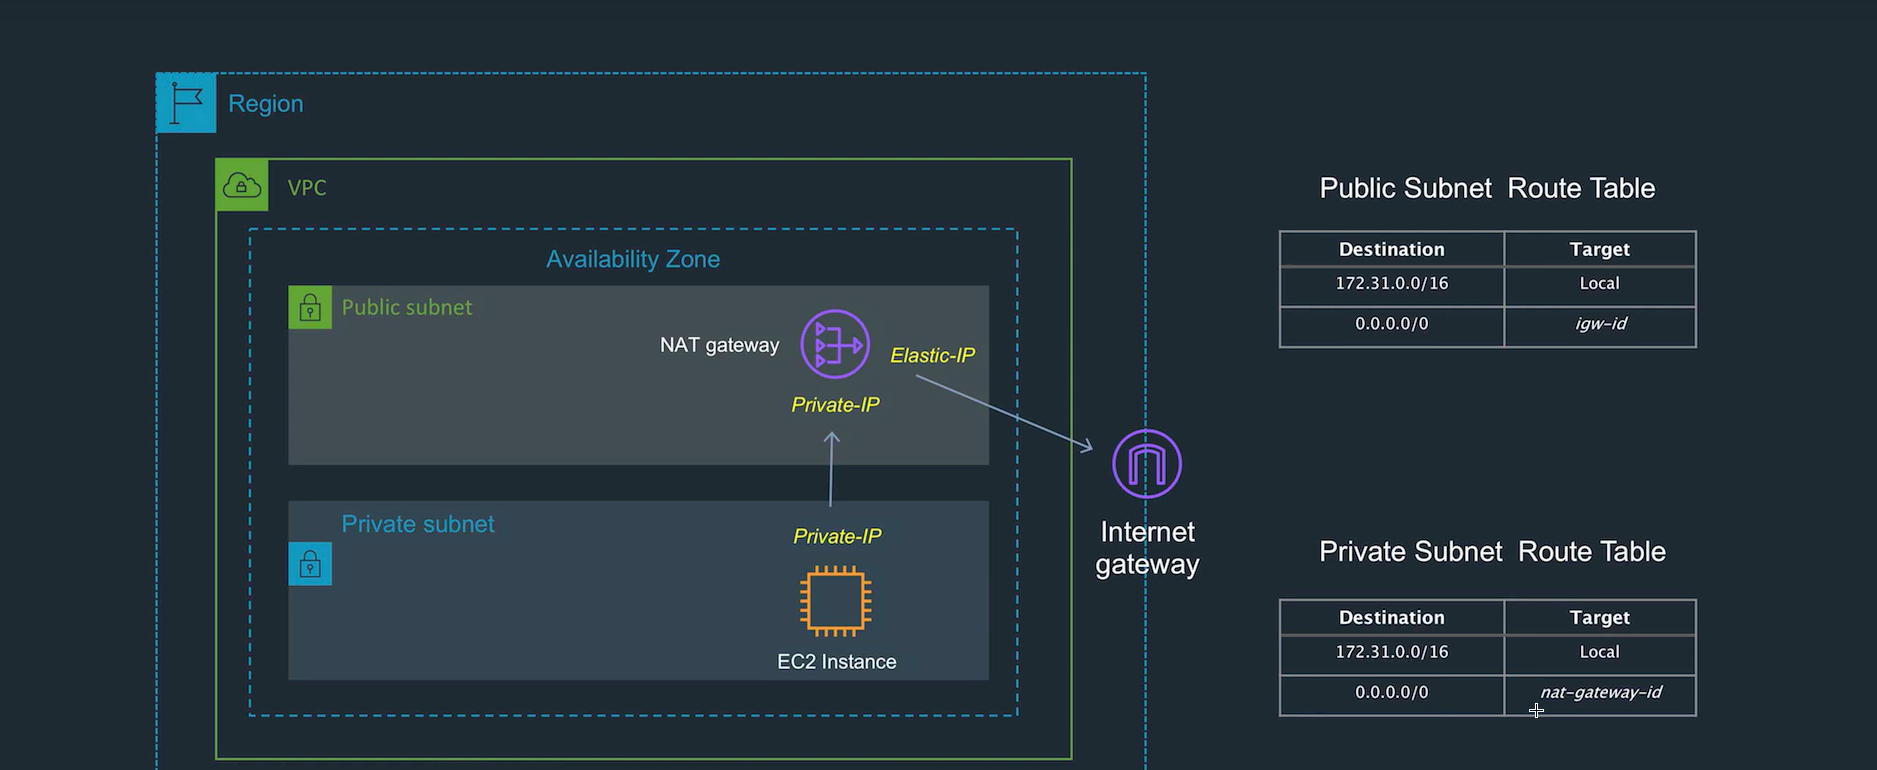 Region
VPC
Availability Zone
Public subnet
NAT gateway
Elastic-IP
Private-IP
Private subnet
Private-IP
EC2 Instance
Internet
gateway
Public Subnet Route Table
Destination Target
172.31.0.0/16 Local
0.0.0.0/0 igw-id
Private Subnet Route Table
Destination Target
172.31.0.0/16 Local
0.0.0.0/0 nat-gateway-id